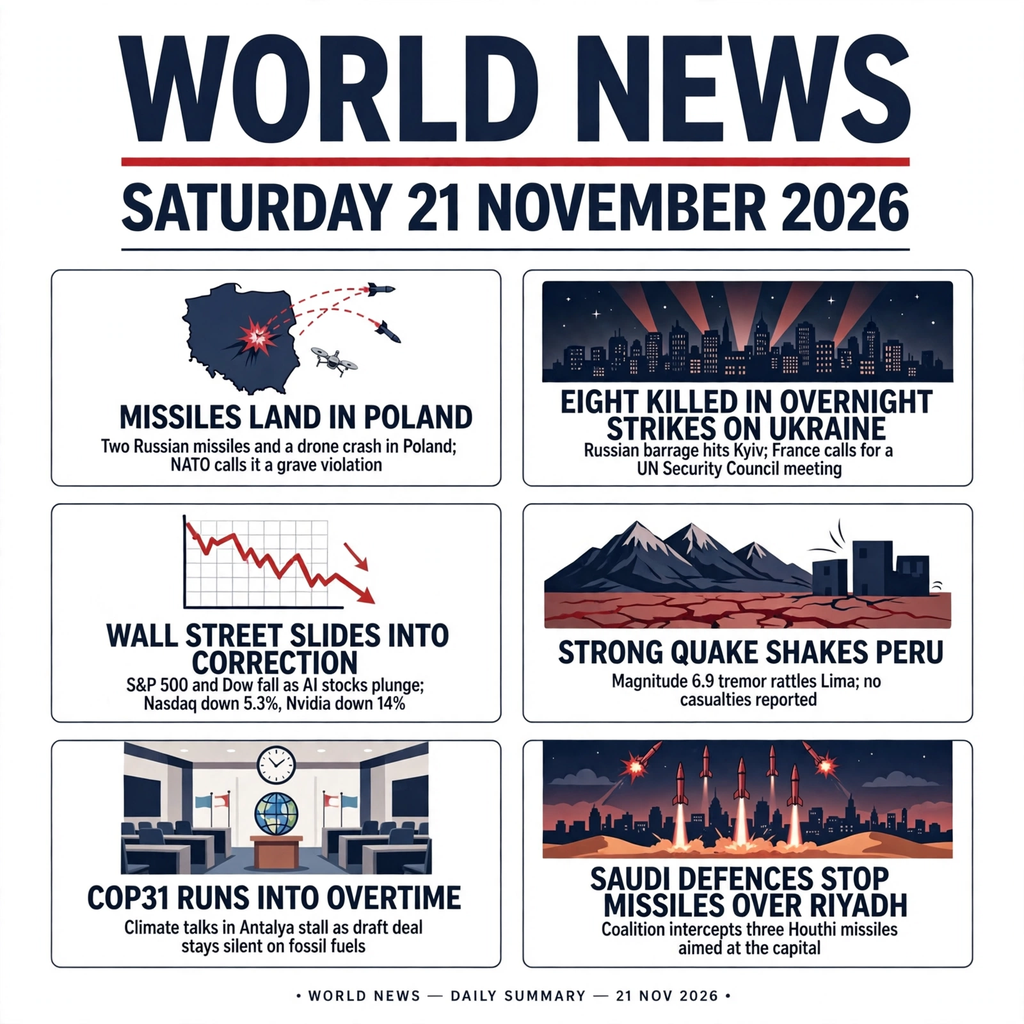 WORLD NEWS
SATURDAY 21 NOVEMBER 2026
MISSILES LAND IN POLAND
Two Russian missiles and a drone crash in Poland;
NATO calls it a grave violation
EIGHT KILLED IN OVERNIGHT
STRIKES ON UKRAINE
Russian barrage hits Kyiv; France calls for a
UN Security Council meeting
WALL STREET SLIDES INTO
CORRECTION
S&P 500 and Dow fall as AI stocks plunge;
Nasdaq down 5.3%, Nvidia down 14%
STRONG QUAKE SHAKES PERU
Magnitude 6.9 tremor rattles Lima; no
casualties reported
COP31 RUNS INTO OVERTIME
Climate talks in Antalya stall as draft deal
stays silent on fossil fuels
SAUDI DEFENCES STOP
MISSILES OVER RIYADH
Coalition intercepts three Houthi missiles
aimed at the capital
• WORLD NEWS — DAILY SUMMARY — 21 NOV 2026 •